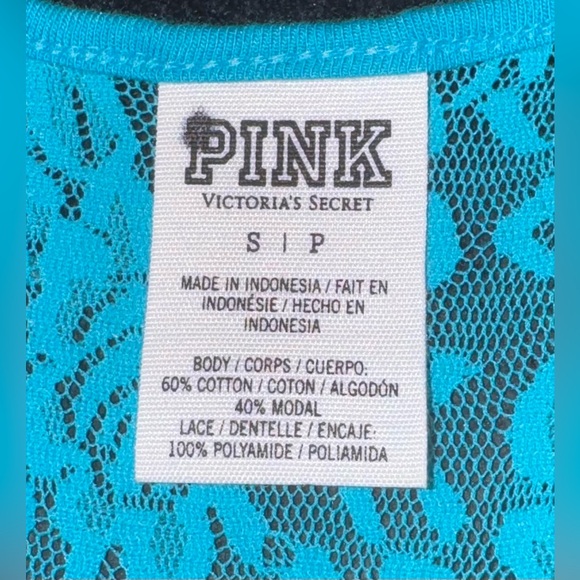 PINK
VICTORIA'S SECRET
S | P
MADE IN INDONESIA / FAIT EN
INDONÉSIE / HECHO EN
INDONESIA
BODY / CORPS / CUERPO:
60% COTTON / COTON / ALGODÓN
40% MODAL
LACE / DENTELLE / ENCAJE:
100% POLYAMIDE / POLIAMIDA